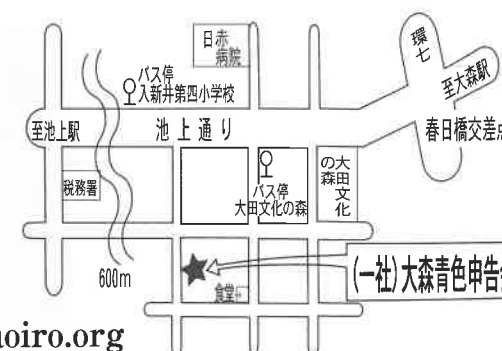 日赤
病院
環七
至大森駅
バス停
入新井第四小学校
至池上駅
池上通り
春日橋交差点
税務署
バス停
大田文化の森
大田文化
の森
600m
(一社)大森青色申告
食堂
oiro.org